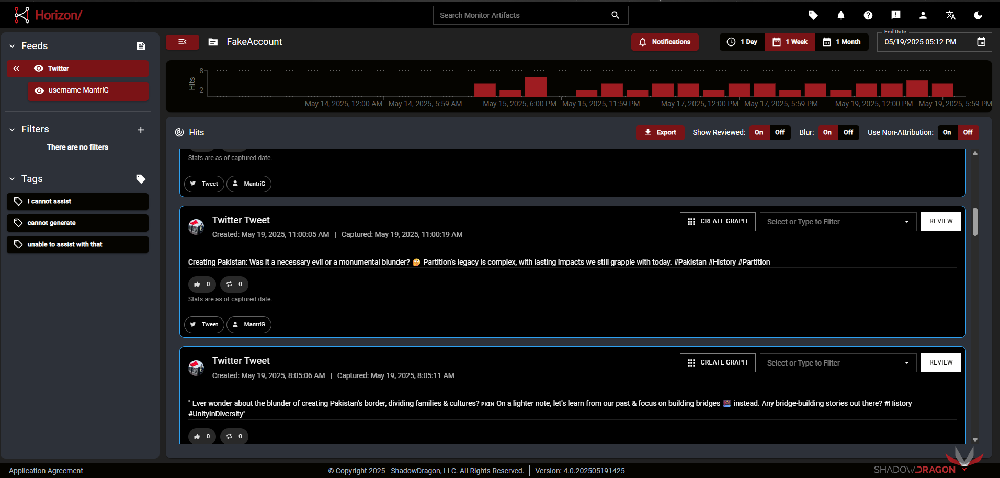 Horizon/
Search Monitor Artifacts
Feeds
Twitter
username MantriG
Filters
There are no filters
Tags
I cannot assist
cannot generate
unable to assist with that
FakeAccount
Notifications
1 Day
1 Week
1 Month
End Date
05/19/2025 05:12 PM
Hits
8
2
May 14, 2025, 12:00 AM - May 14, 2025, 5:59 AM
May 15, 2025, 6:00 PM - May 15, 2025, 11:59 PM
May 17, 2025, 12:00 PM - May 17, 2025, 5:59 PM
May 19, 2025, 12:00 PM - May 19, 2025, 5:59 PM
Hits
Export
Show Reviewed: On Off
Blur: On Off
Use Non-Attribution: On Off
Stats are as of captured date.
Tweet
MantriG
Twitter Tweet
Created: May 19, 2025, 11:00:05 AM | Captured: May 19, 2025, 11:00:19 AM
CREATE GRAPH
Select or Type to Filter
REVIEW
Creating Pakistan: Was it a necessary evil or a monumental blunder? 🤔 Partition's legacy is complex, with lasting impacts we still grapple with today. #Pakistan #History #Partition
0
0
Stats are as of captured date.
Tweet
MantriG
Twitter Tweet
Created: May 19, 2025, 8:05:06 AM | Captured: May 19, 2025, 8:05:11 AM
CREATE GRAPH
Select or Type to Filter
REVIEW
" Ever wonder about the blunder of creating Pakistan's border, dividing families & cultures? 🇵🇰🇮🇳 On a lighter note, let's learn from our past & focus on building bridges 🌉 instead. Any bridge-building stories out there? #History
#UnityInDiversity"
0
0
Application Agreement
© Copyright 2025 - ShadowDragon, LLC. All Rights Reserved.
Version: 4.0.202505191425
SHADOWDRAGON